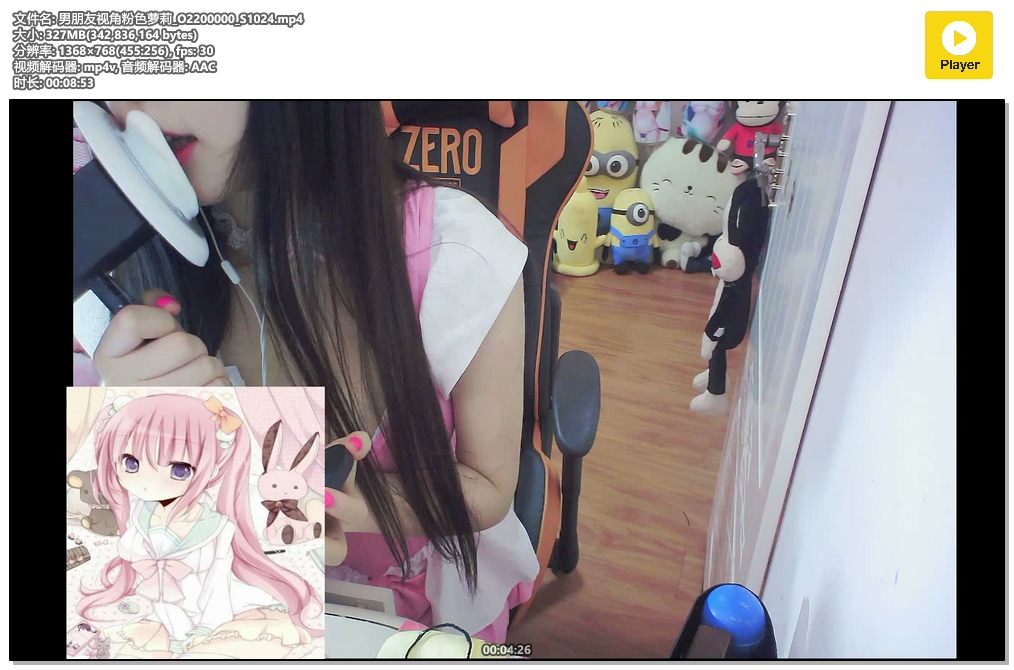 文件名: 男朋友视角粉色萝莉_O2200000_S1024.mp4
大小: 327MB(342,836,164 bytes)
分辨率: 1368×768(455:256), fps: 30
视频解码器: mp4v, 音频解码器: AAC
时长: 00:08:53
Player
ZERO
00:04:26